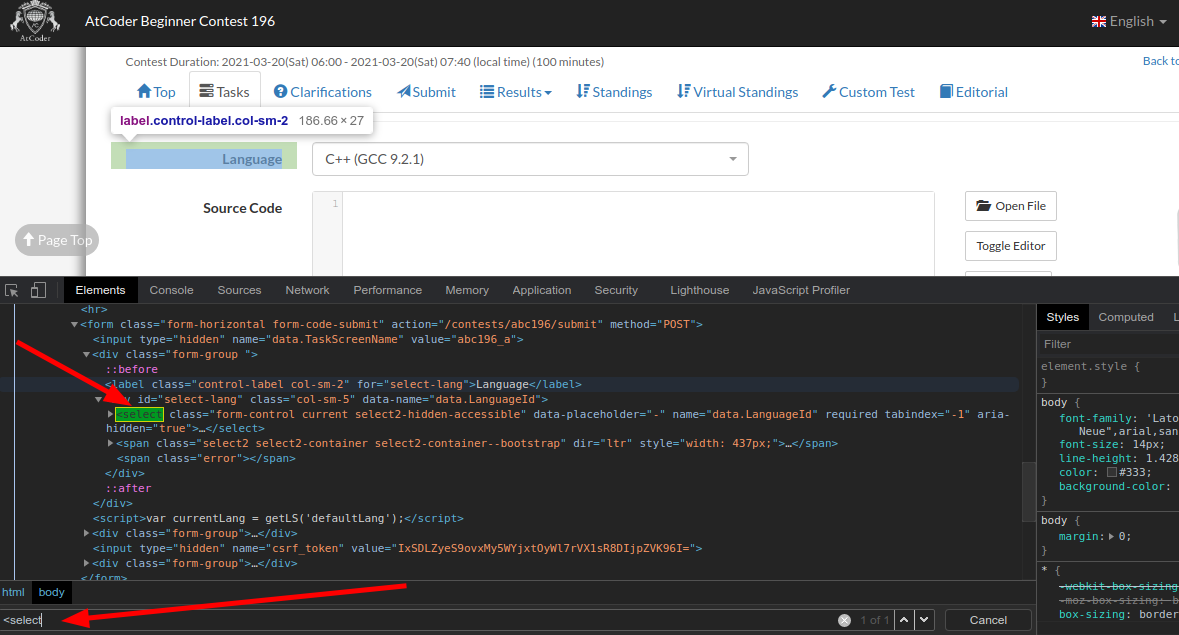 AtCoder
AtCoder Beginner Contest 196
English
Contest Duration: 2021-03-20(Sat) 06:00 - 2021-03-20(Sat) 07:40 (local time) (100 minutes)
Back to
Top Tasks Clarifications Submit Results Standings Virtual Standings Custom Test Editorial
label.control-label.col-sm-2 186.66 × 27
Language
C++ (GCC 9.2.1)
Source Code
1
Open File
Page Top
Toggle Editor
Elements Console Sources Network Performance Memory Application Security Lighthouse JavaScript Profiler
<hr>
<form class="form-horizontal form-code-submit" action="/contests/abc196/submit" method="POST">
<input type="hidden" name="data.TaskScreenName" value="abc196_a">
<div class="form-group ">
::before
<label class="control-label col-sm-2" for="select-lang">Language</label>
id="select-lang" class="col-sm-5" data-name="data.LanguageId">
<select class="form-control current select2-hidden-accessible" data-placeholder="-" name="data.LanguageId" required tabindex="-1" aria-
hidden="true">…</select>
<span class="select2 select2-container select2-container--bootstrap" dir="ltr" style="width: 437px;">…</span>
<span class="error"></span>
</div>
::after
</div>
<script>var currentLang = getLS('defaultLang');</script>
<div class="form-group">…</div>
<input type="hidden" name="csrf_token" value="IxSDLZyeS9ovxMy5WYjxtOyWl7rVX1sR8DIjpZVK96I=">
<div class="form-group">…</div>
</form>
html body
<select
1 of 1
Cancel
Styles Computed L
Filter
element.style {
}
body {
font-family: 'Lato
Neue",arial,san
font-size: 14px;
line-height: 1.428
color: #333;
background-color:
}
body {
margin: 0;
}
* {
-webkit-box-sizing
-moz-box-sizing: b
box-sizing: border